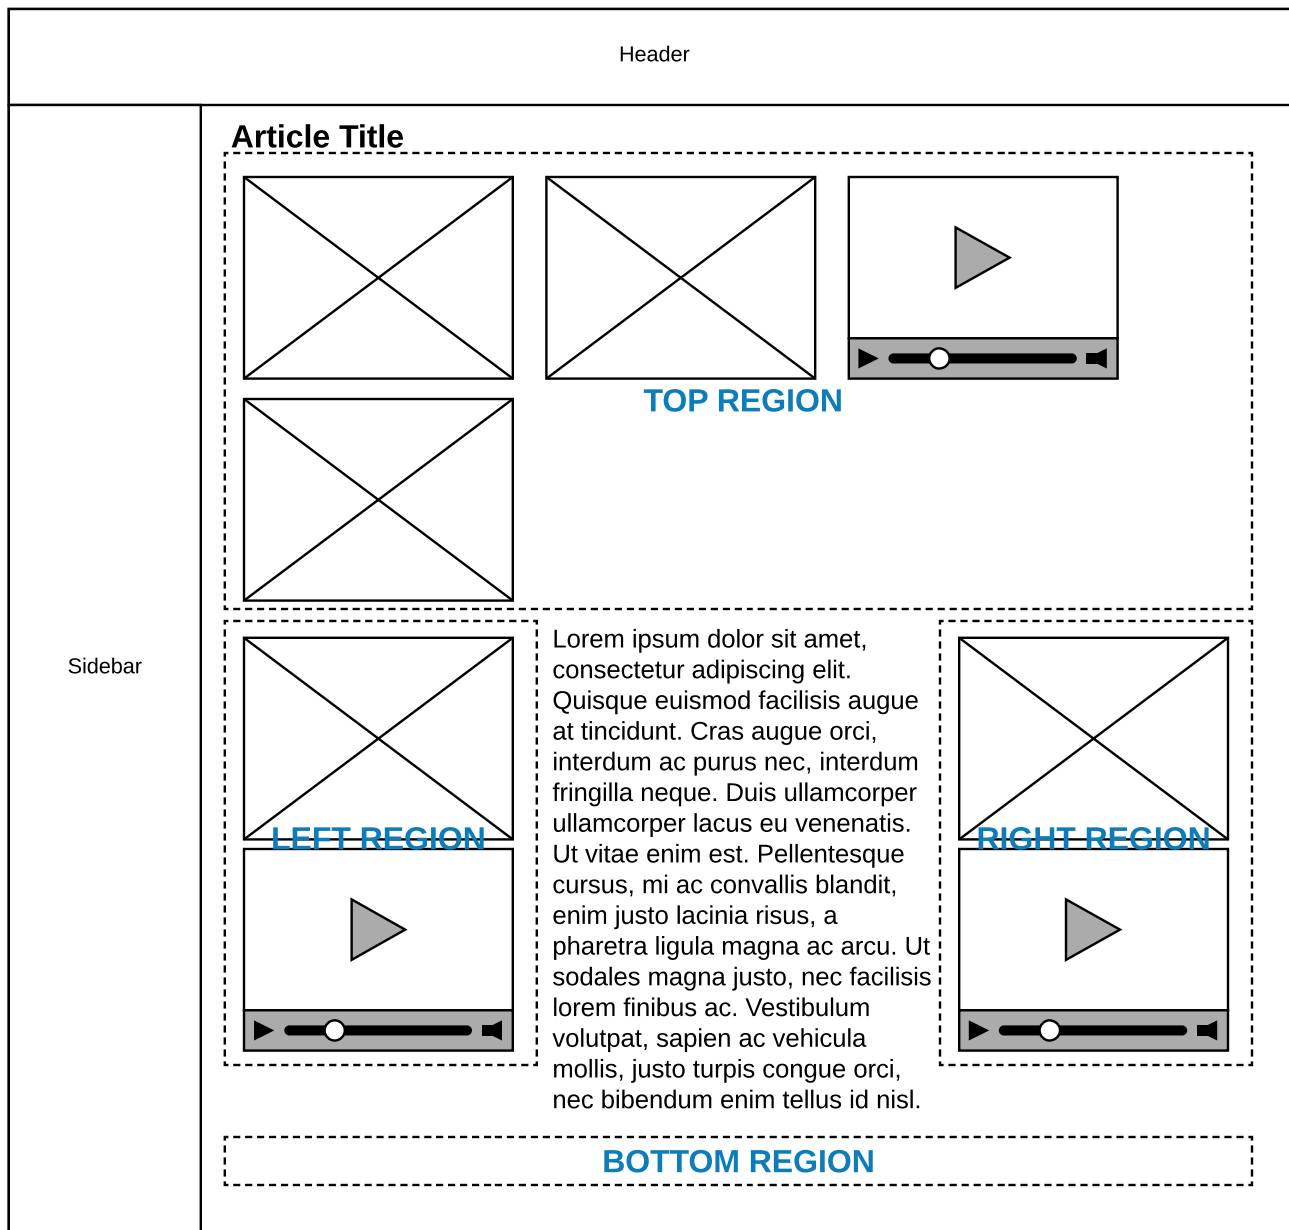 Header
Article Title
TOP REGION
Sidebar
LEFT REGION
Lorem ipsum dolor sit amet,
consectetur adipiscing elit.
Quisque euismod facilisis augue
at tincidunt. Cras augue orci,
interdum ac purus nec, interdum
fringilla neque. Duis ullamcorper
ullamcorper lacus eu venenatis.
Ut vitae enim est. Pellentesque
cursus, mi ac convallis blandit,
enim justo lacinia risus, a
pharetra ligula magna ac arcu. Ut
sodales magna justo, nec facilisis
lorem finibus ac. Vestibulum
volutpat, sapien ac vehicula
mollis, justo turpis congue orci,
nec bibendum enim tellus id nisl.
RIGHT REGION
BOTTOM REGION